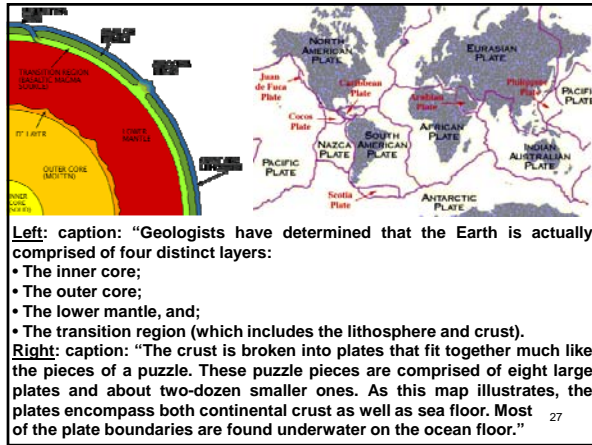 TRANSITION REGION
(BASALTIC MAGMA
SOURCE)
D" LAYER
LOWER
MANTLE
OUTER CORE
(MOLTEN)
INNER
CORE
(SOLID)
NORTH
AMERICAN
PLATE
EURASIAN
PLATE
Juan
de Fuca
Plate
Caribbean
Plate
Philippine
Plate
Arabian
Plate
PACIFIC
PLATE
Cocos
Plate
PACIFIC
PLATE
NAZCA
PLATE
SOUTH
AMERICAN
PLATE
AFRICAN
PLATE
INDIAN
AUSTRALIAN
PLATE
Scotia
Plate
ANTARCTIC
PLATE
Left: caption: “Geologists have determined that the Earth is actually
comprised of four distinct layers:
• The inner core;
• The outer core;
• The lower mantle, and;
• The transition region (which includes the lithosphere and crust).
Right: caption: “The crust is broken into plates that fit together much like
the pieces of a puzzle. These puzzle pieces are comprised of eight large
plates and about two-dozen smaller ones. As this map illustrates, the
plates encompass both continental crust as well as sea floor. Most
of the plate boundaries are found underwater on the ocean floor.”
27